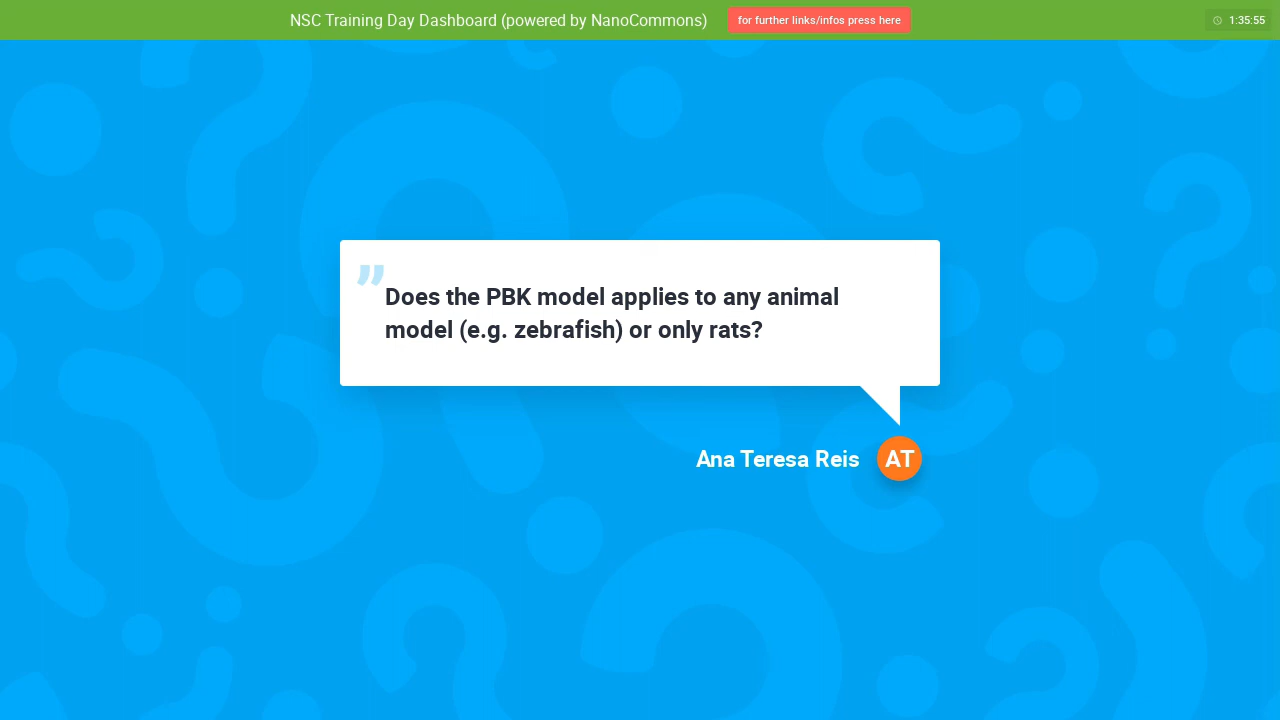 NSC Training Day Dashboard (powered by NanoCommons)
for further links/infos press here
1:35:55
”
Does the PBK model applies to any animal
model (e.g. zebrafish) or only rats?
Ana Teresa Reis
AT